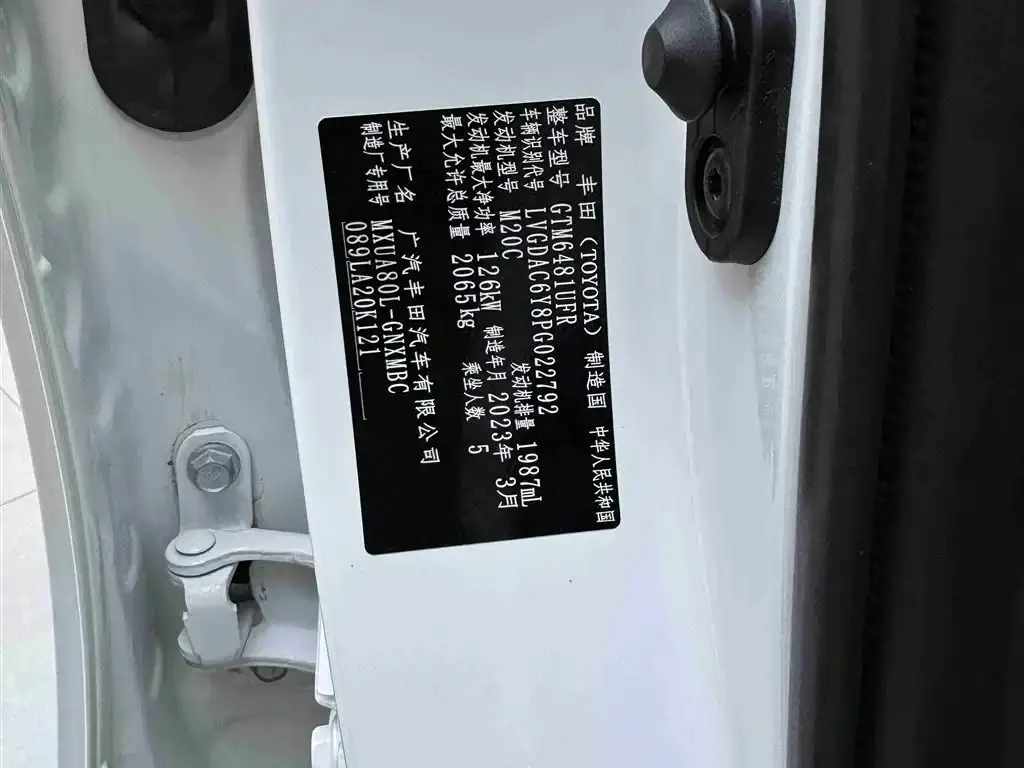 品牌 丰田(TOYOTA) 制造国 中华人民共和国
整车型号 GTM6481UFR
车辆识别代号 LVGDAC6Y8PG022792
发动机型号 M20C 发动机排量 1987mL
发动机最大净功率 126kW 制造年月 2023年 3月
最大允许总质量 2065kg 乘坐人数 5
生产厂名 广汽丰田汽车有限公司
制造厂专用号 MXUA80L-GNXMBC
089LA20K121